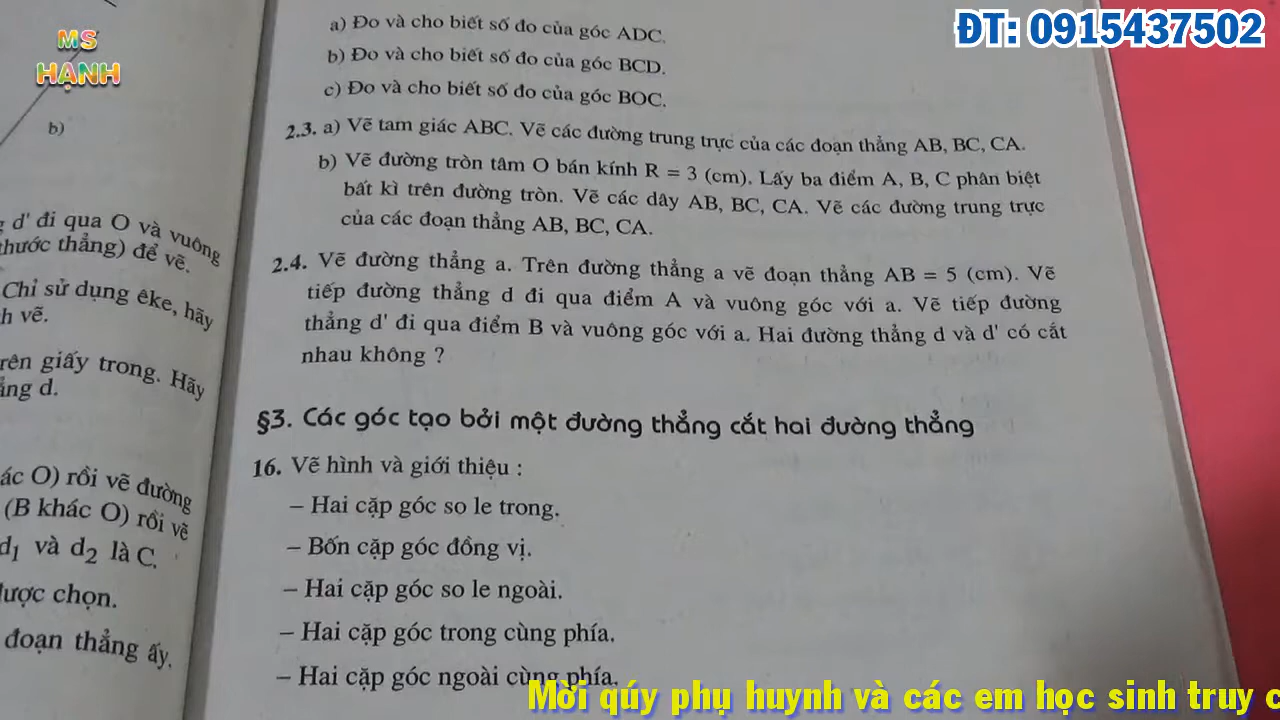 ĐT: 0915437502
MS
HẠNH
b)
d' đi qua O và vuông
thước thẳng) để vẽ.
Chỉ sử dụng êke, hãy
h vẽ.
rên giấy trong. Hãy
ẳng d.
ác O) rồi vẽ đường
(B khác O) rồi vẽ
d₁ và d₂ là C.
lược chọn.
đoạn thẳng ấy.
a) Đo và cho biết số đo của góc ADC.
b) Đo và cho biết số đo của góc BCD.
c) Đo và cho biết số đo của góc BOC.
2.3. a) Vẽ tam giác ABC. Vẽ các đường trung trực của các đoạn thẳng AB, BC, CA.
b) Vẽ đường tròn tâm O bán kính R = 3 (cm). Lấy ba điểm A, B, C phân biệt
bất kì trên đường tròn. Vẽ các dây AB, BC, CA. Vẽ các đường trung trực
của các đoạn thẳng AB, BC, CA.
2.4. Vẽ đường thẳng a. Trên đường thẳng a vẽ đoạn thẳng AB = 5 (cm). Vẽ
tiếp đường thẳng d đi qua điểm A và vuông góc với a. Vẽ tiếp đường
thẳng d' đi qua điểm B và vuông góc với a. Hai đường thẳng d và d' có cắt
nhau không ?
§3. Các góc tạo bởi một đường thẳng cắt hai đường thẳng
16. Vẽ hình và giới thiệu :
– Hai cặp góc so le trong.
– Bốn cặp góc đồng vị.
– Hai cặp góc so le ngoài.
– Hai cặp góc trong cùng phía.
– Hai cặp góc ngoài cùng phía.
Mời qúy phụ huynh và các em học sinh truy c